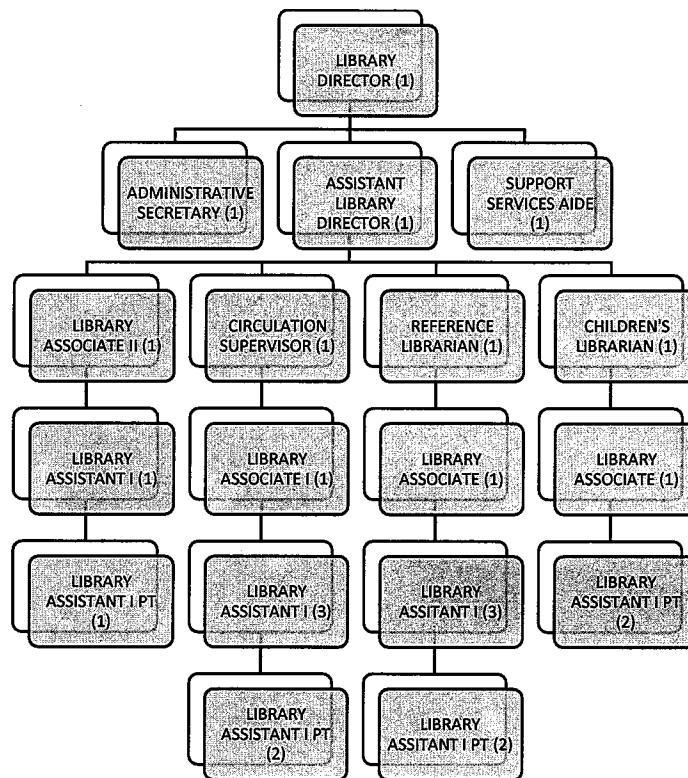 LIBRARY
DIRECTOR (1)
ADMINISTRATIVE
SECRETARY (1)
ASSISTANT
LIBRARY
DIRECTOR (1)
SUPPORT
SERVICES AIDE
(1)
LIBRARY
ASSOCIATE II (1)
CIRCULATION
SUPERVISOR (1)
REFERENCE
LIBRARIAN (1)
CHILDREN'S
LIBRARIAN (1)
LIBRARY
ASSISTANT I (1)
LIBRARY
ASSOCIATE I (1)
LIBRARY
ASSOCIATE (1)
LIBRARY
ASSOCIATE (1)
LIBRARY
ASSISTANT I PT
(1)
LIBRARY
ASSISTANT I (3)
LIBRARY
ASSITANT I (3)
LIBRARY
ASSISTANT I PT
(2)
LIBRARY
ASSISTANT I PT
(2)
LIBRARY
ASSITANT I PT (2)